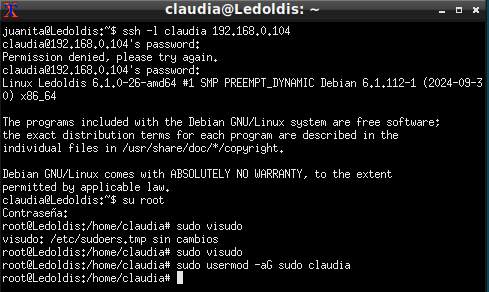 claudia@Ledoldis: ~
juanita@Ledoldis:~$ ssh -l claudia 192.168.0.104
claudia@192.168.0.104's password:
Permission denied, please try again.
claudia@192.168.0.104's password:
Linux Ledoldis 6.1.0-26-amd64 #1 SMP PREEMPT_DYNAMIC Debian 6.1.112-1 (2024-09-3
0) x86_64
The programs included with the Debian GNU/Linux system are free software;
the exact distribution terms for each program are described in the
individual files in /usr/share/doc/*/copyright.
Debian GNU/Linux comes with ABSOLUTELY NO WARRANTY, to the extent
permitted by applicable law.
claudia@Ledoldis:~$ su root
Contraseña:
root@Ledoldis:/home/claudia# sudo visudo
visudo: /etc/sudoers.tmp sin cambios
root@Ledoldis:/home/claudia# sudo visudo
root@Ledoldis:/home/claudia# sudo usermod -aG sudo claudia
root@Ledoldis:/home/claudia#